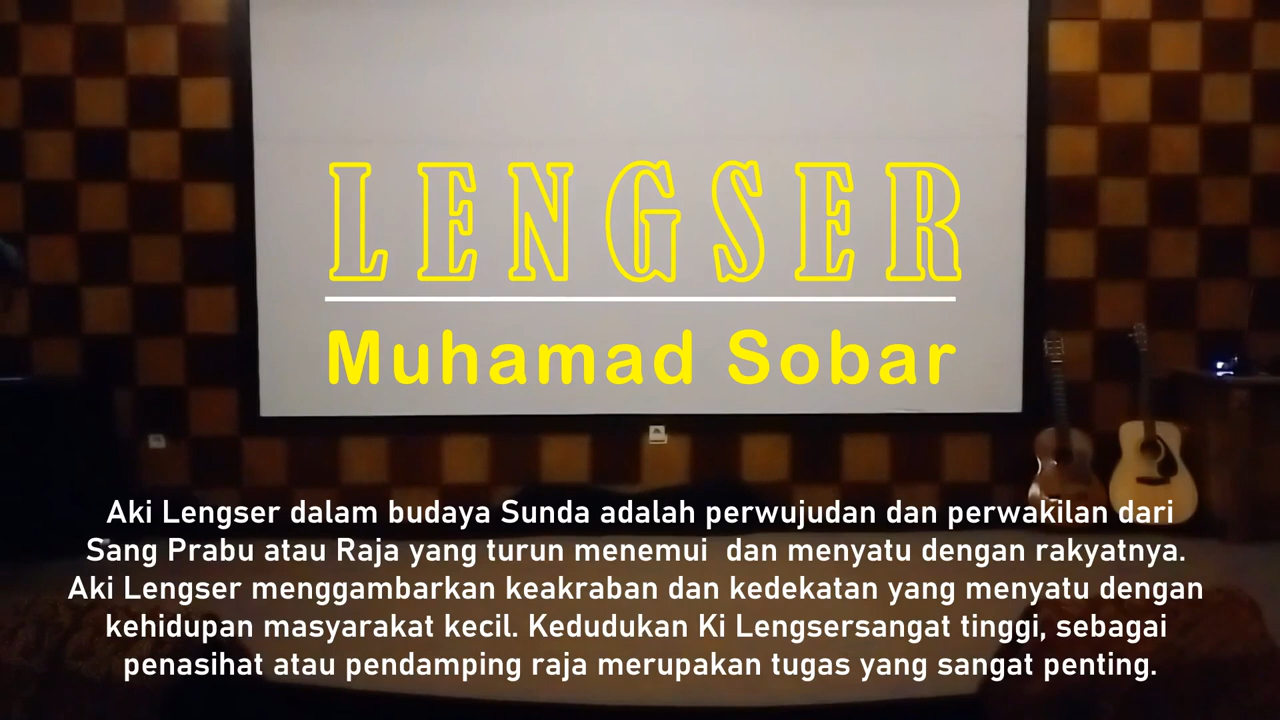 LENGSER
Muhamad Sobar
Aki Lengser dalam budaya Sunda adalah perwujudan dan perwakilan dari
Sang Prabu atau Raja yang turun menemui  dan menyatu dengan rakyatnya.
Aki Lengser menggambarkan keakraban dan kedekatan yang menyatu dengan
kehidupan masyarakat kecil. Kedudukan Ki Lengsersangat tinggi, sebagai
penasihat atau pendamping raja merupakan tugas yang sangat penting.